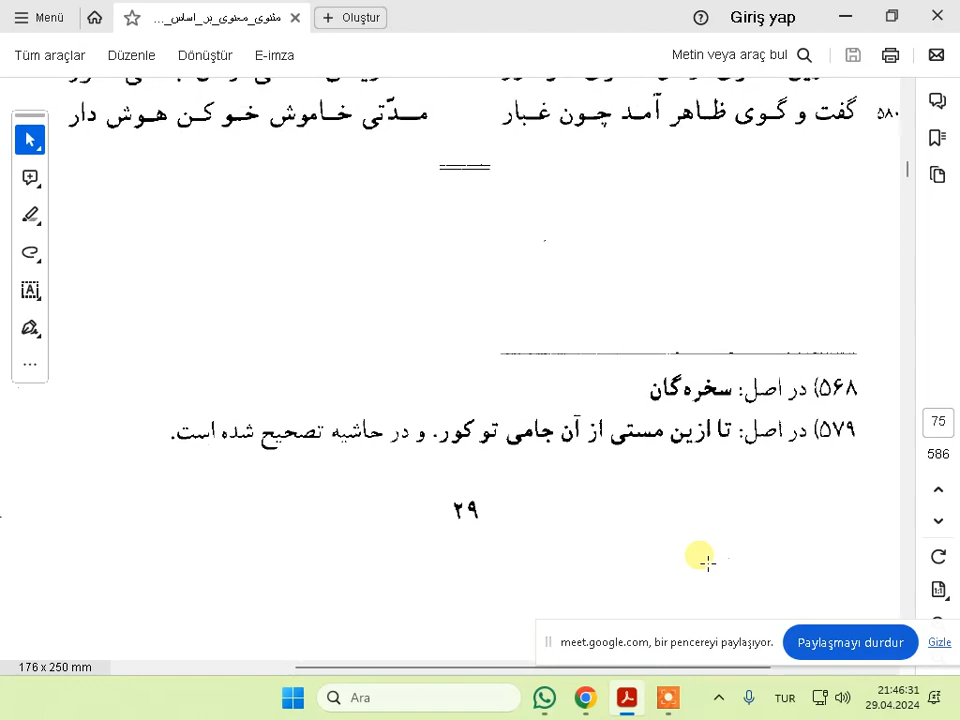 Menü
مثنوی_معنوی_بر_اساس_...
Oluştur
Giriş yap
Tüm araçlar
Düzenle
Dönüştür
E-imza
Metin veya araç bul
۵۸۰ گفت و گوی ظاهر آمد چون غبار مدّتی خاموش خو کن هوش دار
۵۶۸) در اصل: سخره‌گان
۵۷۹) در اصل: تا ازین مستی از آن جامی تو کور. و در حاشیه تصحیح شده است.
۲۹
75
586
meet.google.com, bir pencereyi paylaşıyor.
Paylaşmayı durdur
Gizle
176 x 250 mm
Ara
TUR
21:46:31
29.04.2024